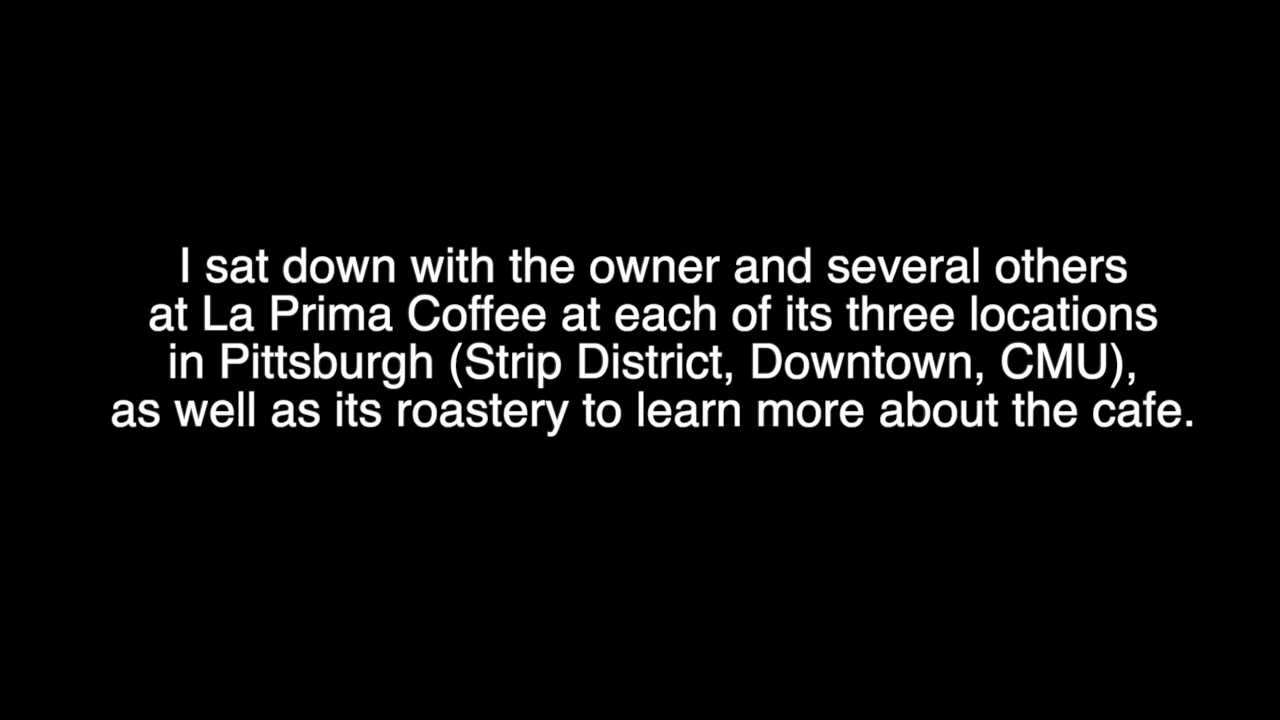 I sat down with the owner and several others
at La Prima Coffee at each of its three locations
in Pittsburgh (Strip District, Downtown, CMU),
as well as its roastery to learn more about the cafe.